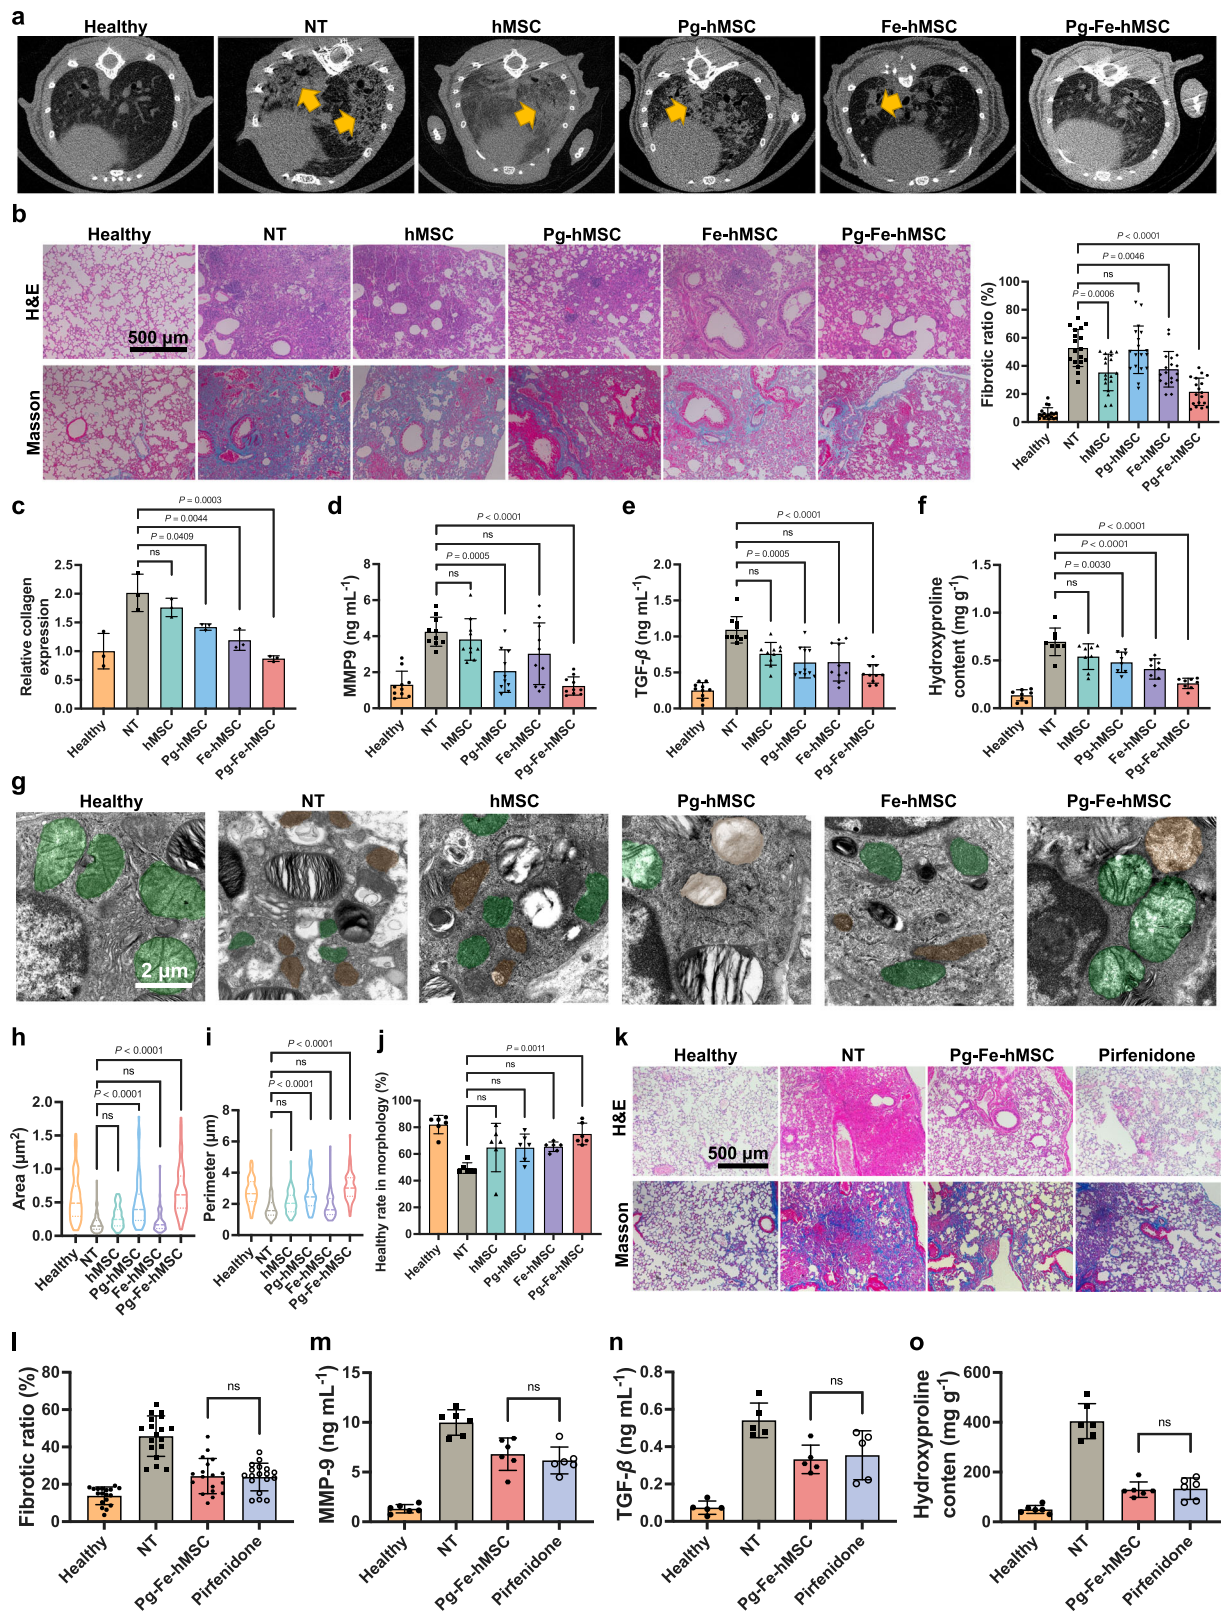 a
Healthy NT hMSC Pg-hMSC Fe-hMSC Pg-Fe-hMSC
b
Healthy NT hMSC Pg-hMSC Fe-hMSC Pg-Fe-hMSC
H&E
500 µm
Masson
Fibrotic ratio (%)
100
80
60
40
20
0
P < 0.0001
P = 0.0046
ns
P = 0.0006
Healthy NT hMSC Pg-hMSC Fe-hMSC Pg-Fe-hMSC
c
Relative collagen
expression
2.5
2.0
1.5
1.0
0.5
0.0
P = 0.0003
P = 0.0044
P = 0.0409
ns
Healthy NT hMSC Pg-hMSC Fe-hMSC Pg-Fe-hMSC
d
MMP9 (ng mL⁻¹)
8
6
4
2
0
P < 0.0001
ns
P = 0.0005
ns
Healthy NT hMSC Pg-hMSC Fe-hMSC Pg-Fe-hMSC
e
TGF-β (ng mL⁻¹)
2.0
1.5
1.0
0.5
0.0
P < 0.0001
ns
P = 0.0005
ns
Healthy NT hMSC Pg-hMSC Fe-hMSC Pg-Fe-hMSC
f
Hydroxyproline
content (mg g⁻¹)
1.5
1.0
0.5
0.0
P < 0.0001
P < 0.0001
P = 0.0030
ns
Healthy NT hMSC Pg-hMSC Fe-hMSC Pg-Fe-hMSC
g
Healthy NT hMSC Pg-hMSC Fe-hMSC Pg-Fe-hMSC
2 µm
h
Area (µm²)
2.0
1.5
1.0
0.5
0.0
P < 0.0001
ns
P < 0.0001
ns
Healthy NT hMSC Pg-hMSC Fe-hMSC Pg-Fe-hMSC
i
Perimeter (µm)
8
6
4
2
0
P < 0.0001
ns
P < 0.0001
ns
Healthy NT hMSC Pg-hMSC Fe-hMSC Pg-Fe-hMSC
j
Healthy rate in morphology (%)
100
80
60
40
20
0
P = 0.0011
ns
ns
ns
Healthy NT hMSC Pg-hMSC Fe-hMSC Pg-Fe-hMSC
k
Healthy NT Pg-Fe-hMSC Pirfenidone
H&E
500 µm
Masson
l
Fibrotic ratio (%)
80
60
40
20
0
ns
Healthy NT Pg-Fe-hMSC Pirfenidone
m
MMP-9 (ng mL⁻¹)
15
10
5
0
ns
Healthy NT Pg-Fe-hMSC Pirfenidone
n
TGF-β (ng mL⁻¹)
0.8
0.6
0.4
0.2
0.0
ns
Healthy NT Pg-Fe-hMSC Pirfenidone
o
Hydroxyproline
conten (mg g⁻¹)
600
400
200
0
ns
Healthy NT Pg-Fe-hMSC Pirfenidone